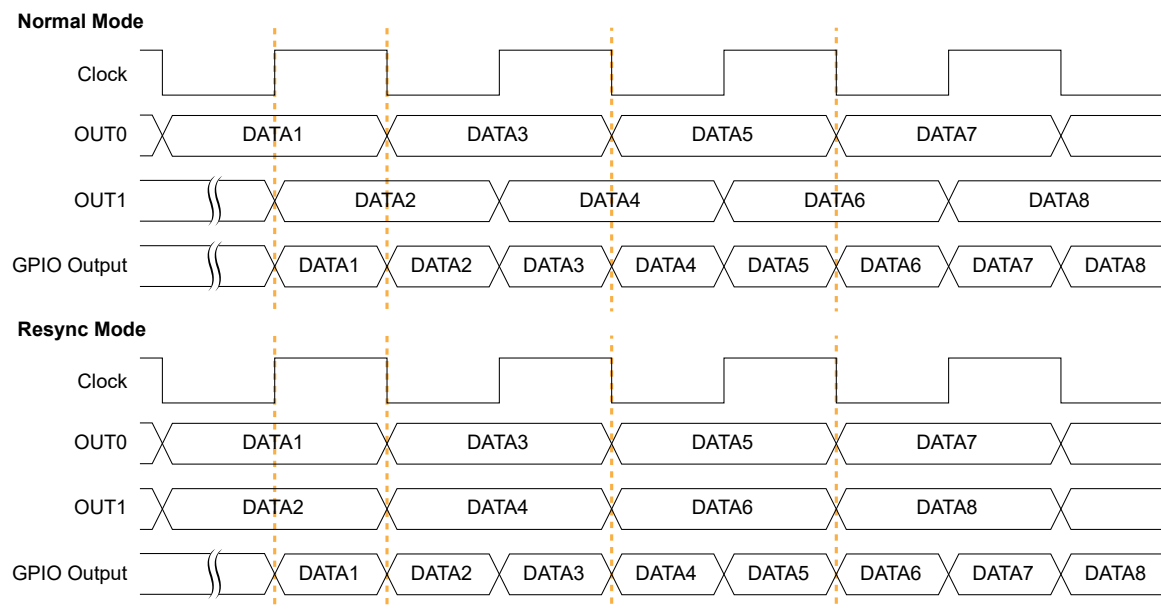 Normal Mode
Clock
OUT0 DATA1 DATA3 DATA5 DATA7
OUT1 DATA2 DATA4 DATA6 DATA8
GPIO Output DATA1 DATA2 DATA3 DATA4 DATA5 DATA6 DATA7 DATA8
Resync Mode
Clock
OUT0 DATA1 DATA3 DATA5 DATA7
OUT1 DATA2 DATA4 DATA6 DATA8
GPIO Output DATA1 DATA2 DATA3 DATA4 DATA5 DATA6 DATA7 DATA8